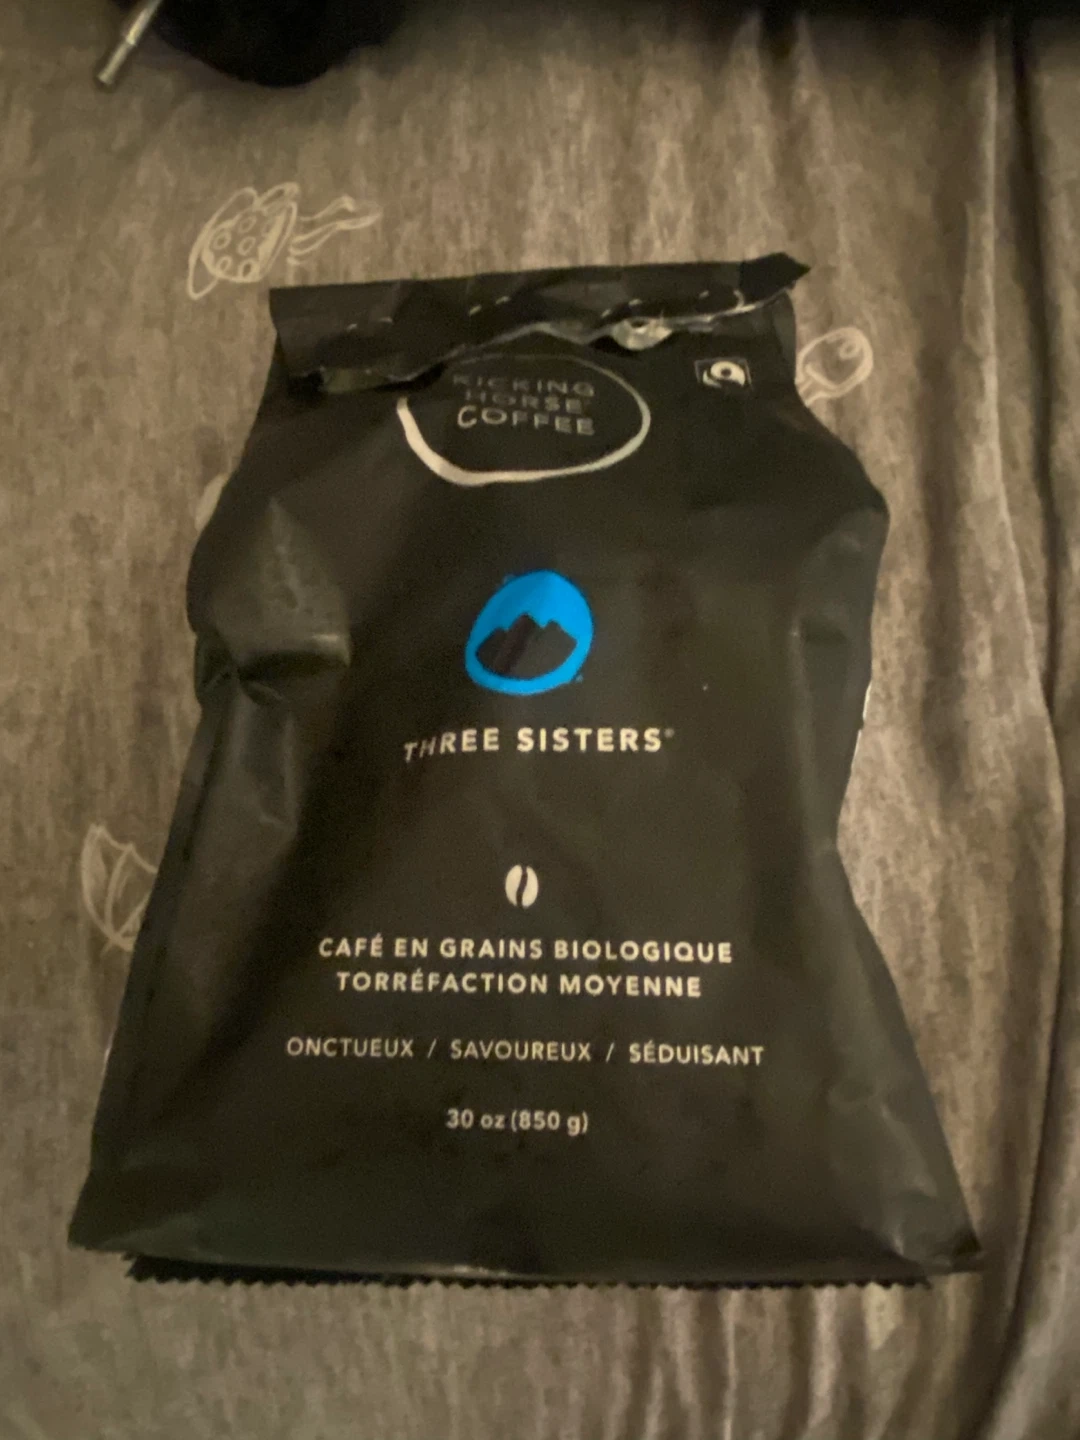 KICKING
HORSE
COFFEE
THREE SISTERS®
CAFÉ EN GRAINS BIOLOGIQUE
TORRÉFACTION MOYENNE
ONCTUEUX / SAVOUREUX / SÉDUISANT
30 oz (850 g)